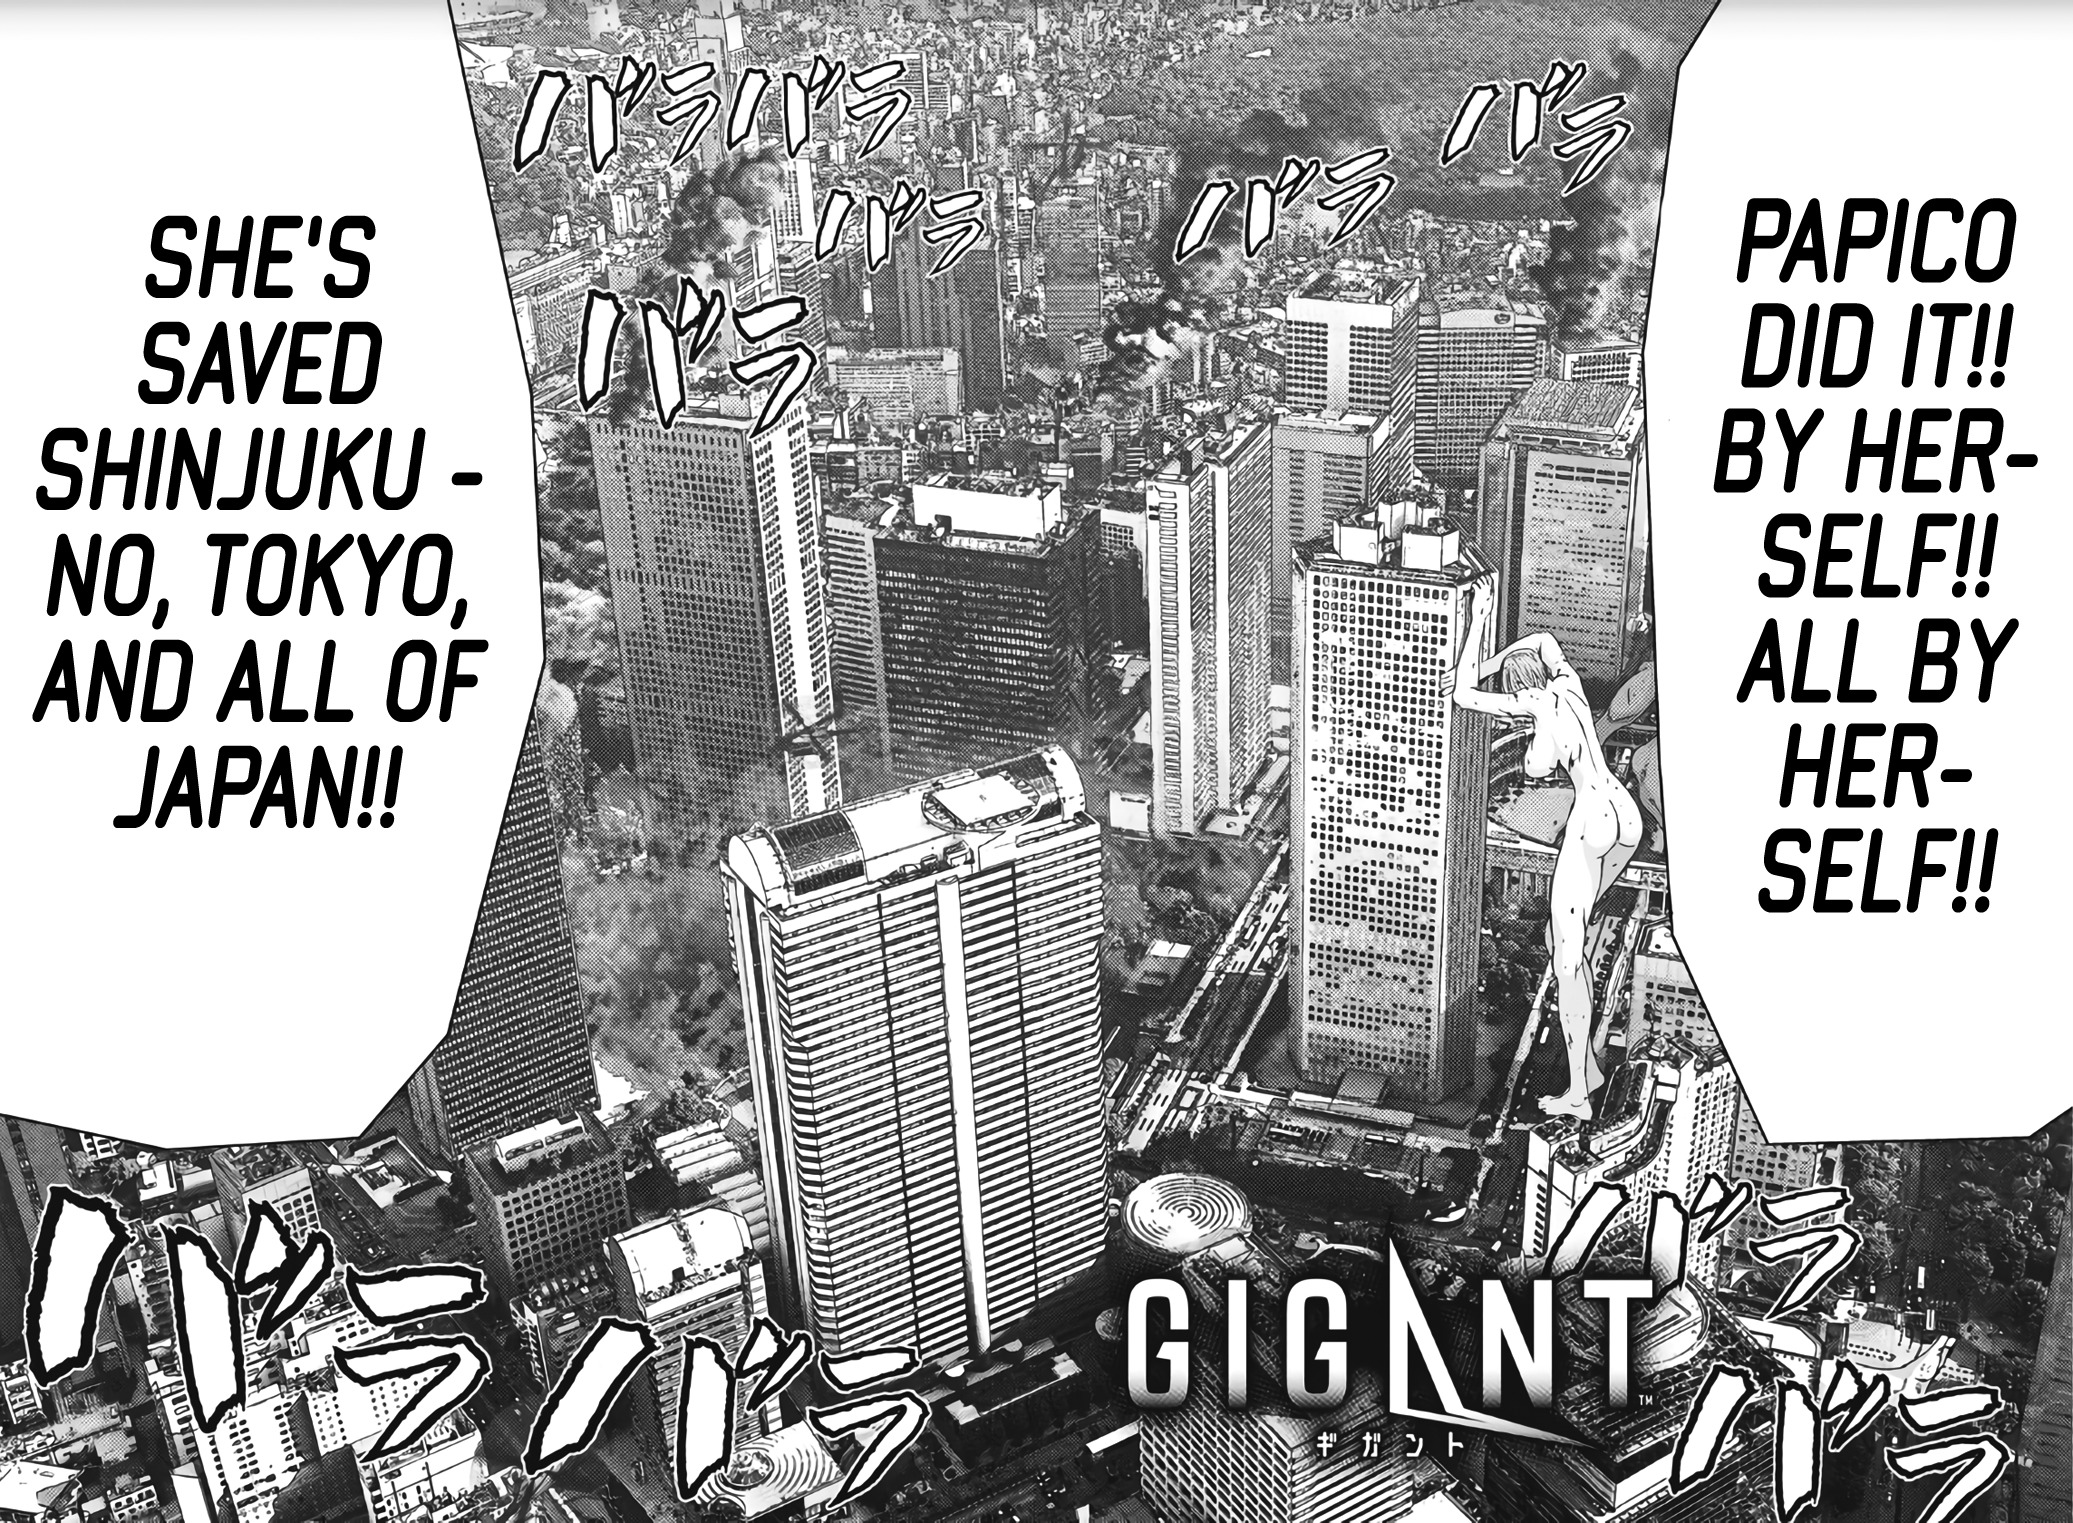 PAPICO
DID IT!!
BY HER-
SELF!!
ALL BY
HER-
SELF!!
バラ
バラバラ
バラ
バラ
バラ
SHE'S
SAVED
SHINJUKU -
NO, TOKYO,
AND ALL OF
JAPAN!!
バラ
バラ
バラ
バラ
GIGANT
TM
ギガント